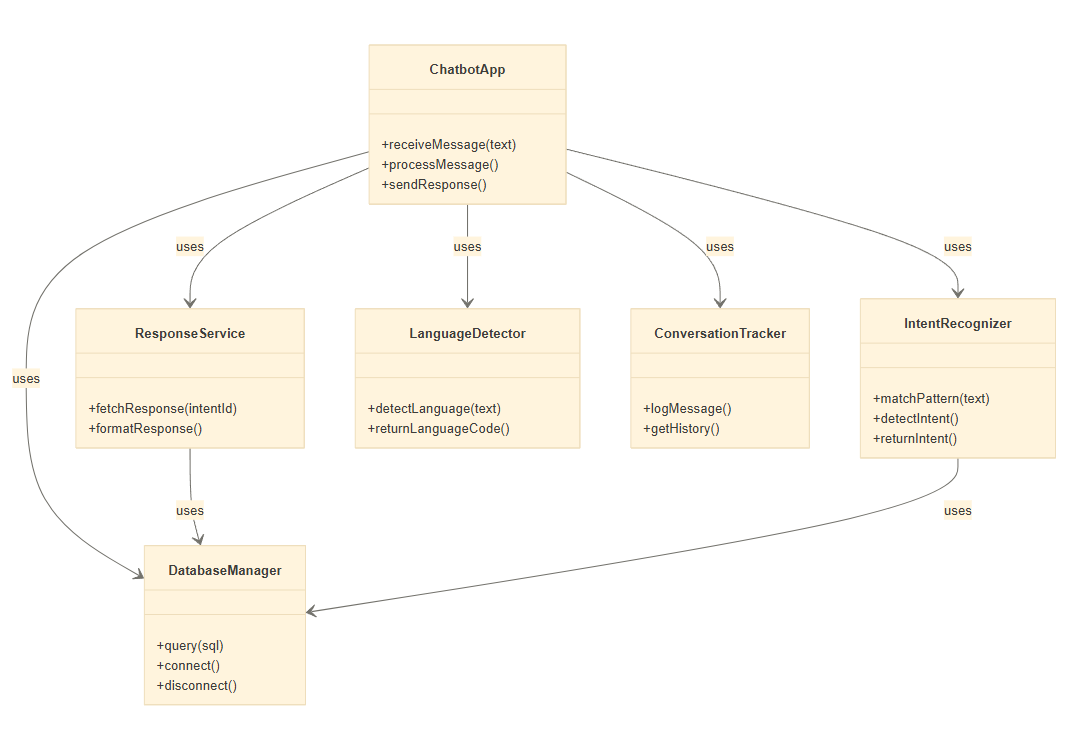 ChatbotApp
+receiveMessage(text)
+processMessage()
+sendResponse()
uses
uses
uses
uses
uses
ResponseService
+fetchResponse(intentId)
+formatResponse()
LanguageDetector
+detectLanguage(text)
+returnLanguageCode()
ConversationTracker
+logMessage()
+getHistory()
IntentRecognizer
+matchPattern(text)
+detectIntent()
+returnIntent()
uses
uses
DatabaseManager
+query(sql)
+connect()
+disconnect()